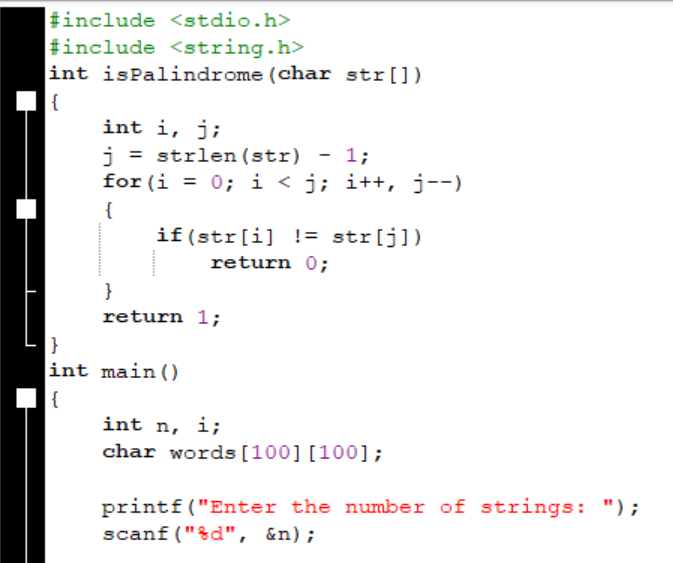 #include <stdio.h>
#include <string.h>
int isPalindrome(char str[])
{
    int i, j;
    j = strlen(str) - 1;
    for(i = 0; i < j; i++, j--)
    {
        if(str[i] != str[j])
            return 0;
    }
    return 1;
}
int main()
{
    int n, i;
    char words[100][100];

    printf("Enter the number of strings: ");
    scanf("%d", &n);